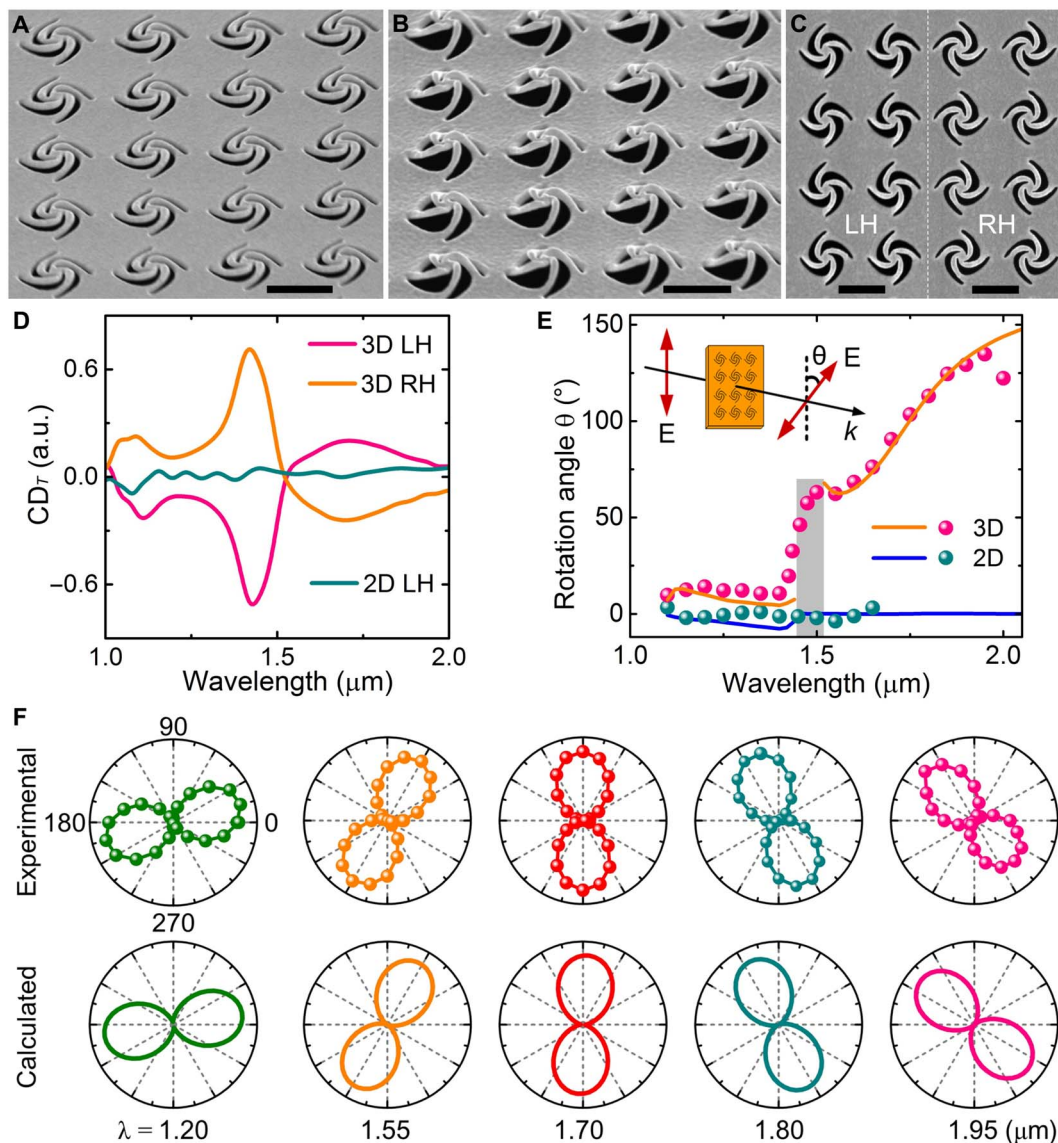 A
B
C
LH
RH
D
0.6
0.0
−0.6
CD_T (a.u.)
3D LH
3D RH
2D LH
1.0
1.5
2.0
Wavelength (μm)
E
150
100
50
0
Rotation angle θ (°)
θ
E
E
k
3D
2D
1.0
1.5
2.0
Wavelength (μm)
F
Experimental
90
180
0
270
Calculated
λ = 1.20
1.55
1.70
1.80
1.95 (μm)